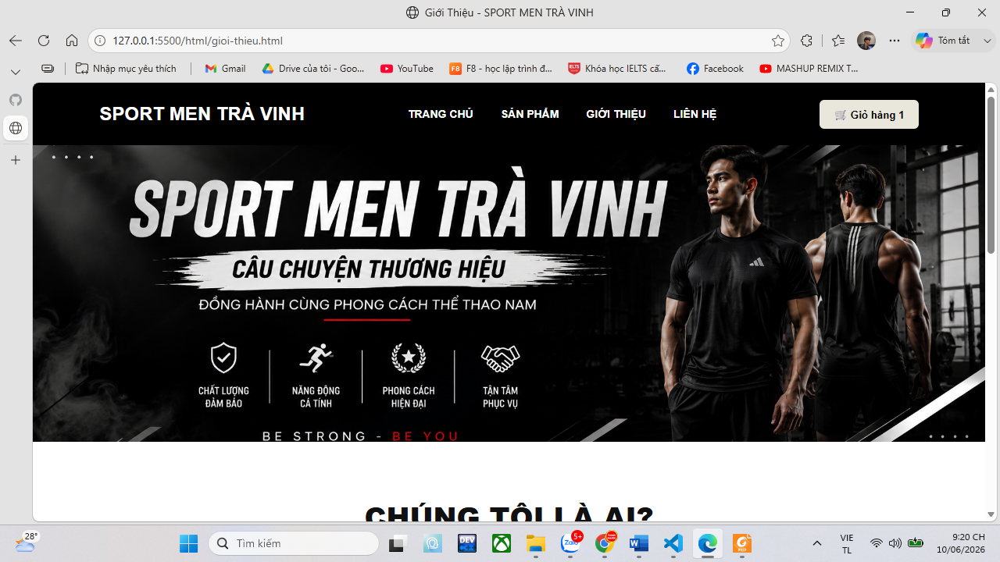 Giới Thiệu - SPORT MEN TRÀ VINH
127.0.0.1:5500/html/gioi-thieu.html
Tóm tắt
Nhập mục yêu thích
Gmail
Drive của tôi - Goo...
YouTube
F8 - học lập trình đ...
Khóa học IELTS cấ...
Facebook
MASHUP REMIX T...
SPORT MEN TRÀ VINH
TRANG CHỦ
SẢN PHẨM
GIỚI THIỆU
LIÊN HỆ
🛒 Giỏ hàng 1
SPORT MEN TRÀ VINH
CÂU CHUYỆN THƯƠNG HIỆU
ĐỒNG HÀNH CÙNG PHONG CÁCH THỂ THAO NAM
CHẤT LƯỢNG
ĐẢM BẢO
NĂNG ĐỘNG
CÁ TÍNH
PHONG CÁCH
HIỆN ĐẠI
TẬN TÂM
PHỤC VỤ
BE STRONG - BE YOU
CHÚNG TÔI LÀ AI?
28°
Tìm kiếm
5+
VIE
TL
9:20 CH
10/06/2026